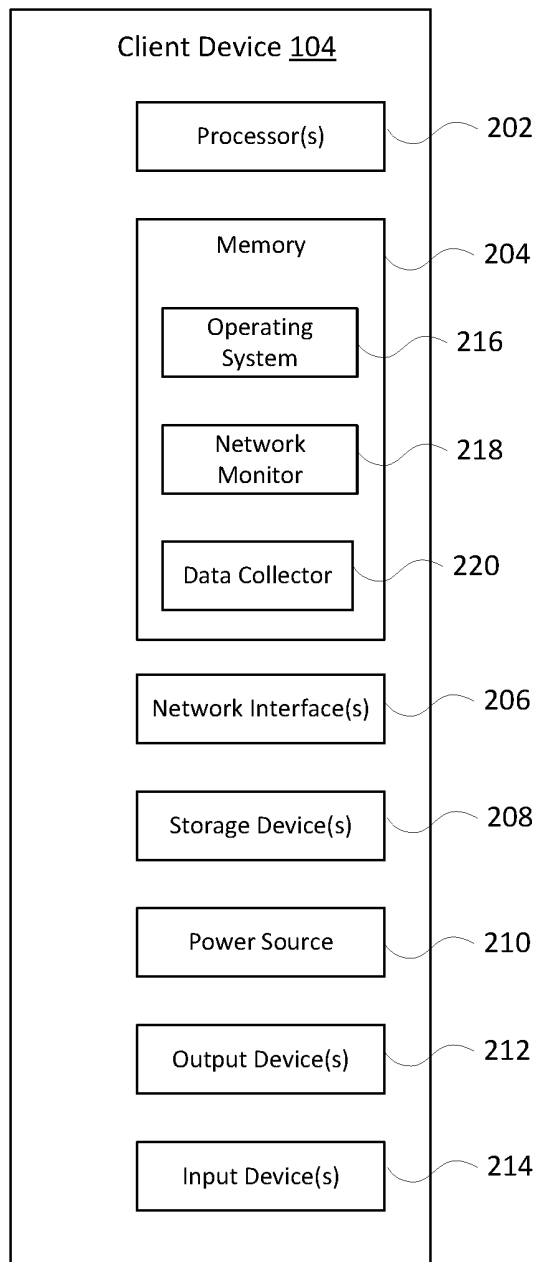 Client Device 104
Processor(s)
202
Memory
204
Operating
System
216
Network
Monitor
218
Data Collector
220
Network Interface(s)
206
Storage Device(s)
208
Power Source
210
Output Device(s)
212
Input Device(s)
214